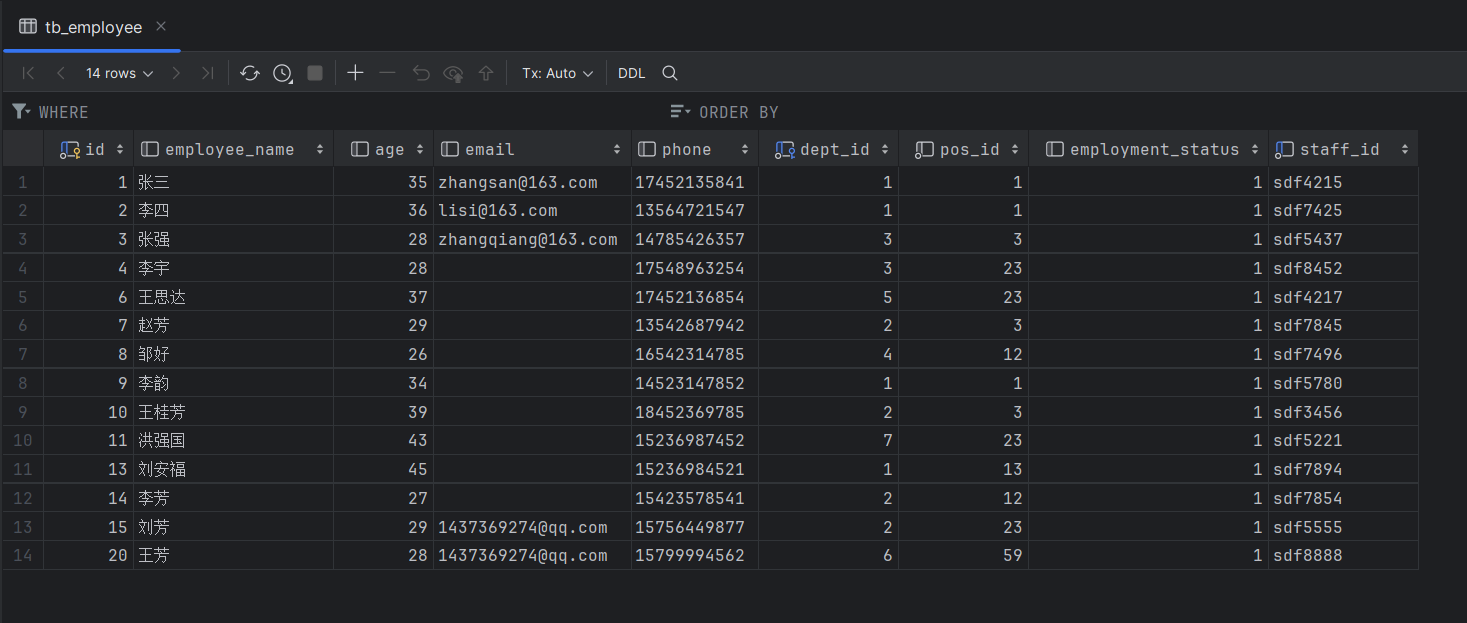 tb_employee
14 rows Tx: Auto DDL
WHERE ORDER BY
id employee_name age email phone dept_id pos_id employment_status staff_id
1 1 张三 35 zhangsan@163.com 17452135841 1 1 1 sdf4215
2 2 李四 36 lisi@163.com 13564721547 1 1 1 sdf7425
3 3 张强 28 zhangqiang@163.com 14785426357 3 3 1 sdf5437
4 4 李宇 28 17548963254 3 23 1 sdf8452
5 6 王思达 37 17452136854 5 23 1 sdf4217
6 7 赵芳 29 13542687942 2 3 1 sdf7845
7 8 邹好 26 16542314785 4 12 1 sdf7496
8 9 李韵 34 14523147852 1 1 1 sdf5780
9 10 王桂芳 39 18452369785 2 3 1 sdf3456
10 11 洪强国 43 15236987452 7 23 1 sdf5221
11 13 刘安福 45 15236984521 1 13 1 sdf7894
12 14 李芳 27 15423578541 2 12 1 sdf7854
13 15 刘芳 29 1437369274@qq.com 15756449877 2 23 1 sdf5555
14 20 王芳 28 1437369274@qq.com 15799994562 6 59 1 sdf8888